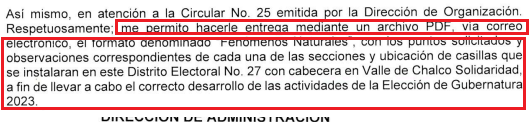 Así mismo, en atención a la Circular No. 25 emitida por la Dirección de Organización.
Respetuosamente; me permito hacerle entrega mediante un archivo PDF, vía correo
electrónico, el formato denominado "Fenómenos Naturales", con los puntos solicitados y
observaciones correspondientes de cada una de las secciones y ubicación de casillas que
se instalaran en este Distrito Electoral No. 27 con cabecera en Valle de Chalco Solidaridad,
a fin de llevar a cabo el correcto desarrollo de las actividades de la Elección de Gubernatura
2023.
DIRECCIÓN DE ADMINISTRACIÓN